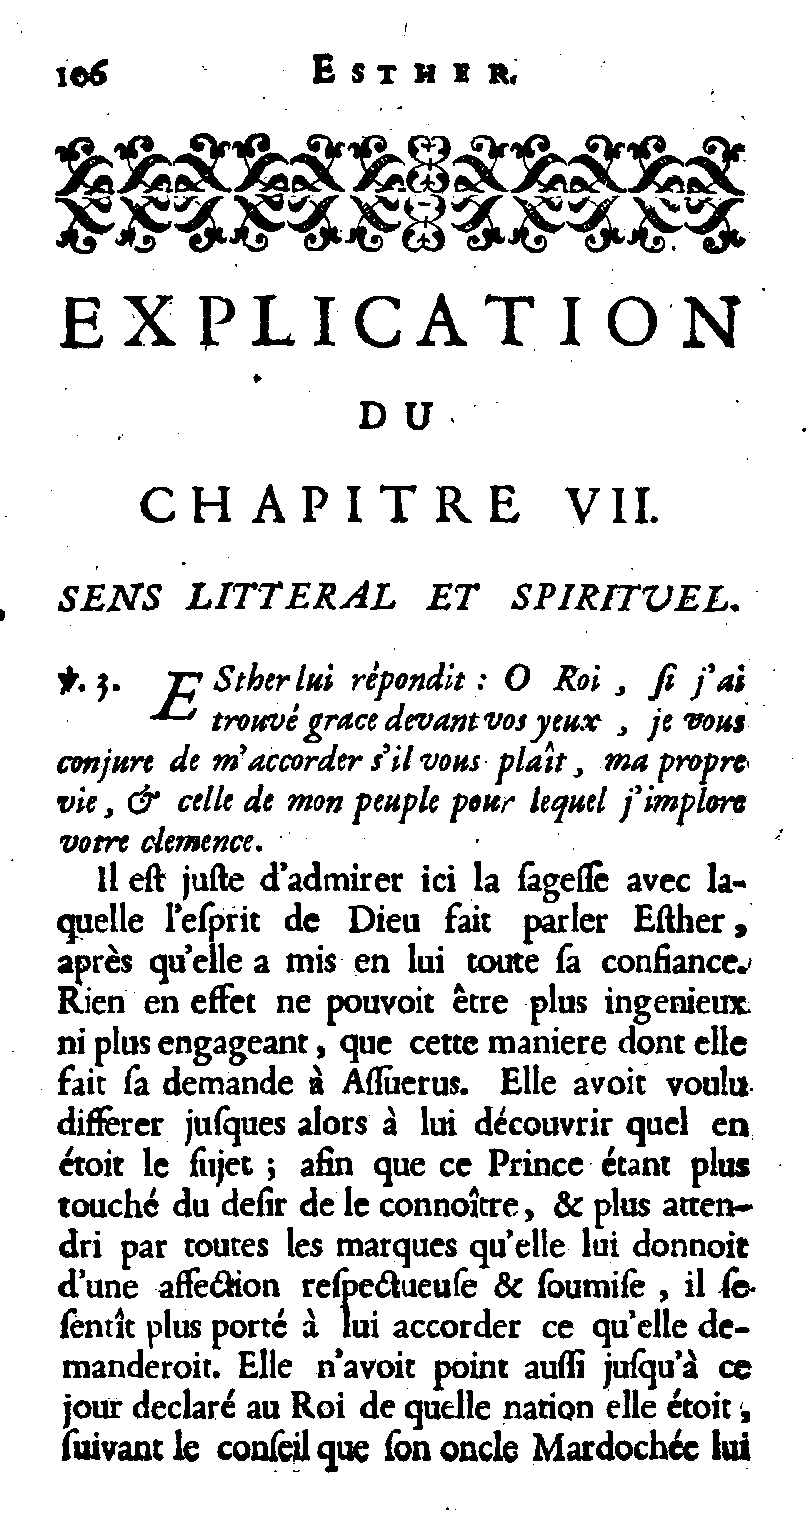 106 ESTHER.
EXPLICATION
DU
CHAPITRE VII.
SENS LITTERAL ET SPIRITUEL.
℣. 3. ESther lui répondit : O Roi , ſi j'ai
trouvé grace devant vos yeux , je vous
conjure de m'accorder s'il vous plaît , ma propre
vie , & celle de mon peuple pour lequel j'implore
votre clemence.
Il eſt juſte d'admirer ici la ſageſſe avec la-
quelle l'eſprit de Dieu fait parler Eſther ,
après qu'elle a mis en lui toute ſa confiance.
Rien en effet ne pouvoit être plus ingenieux
ni plus engageant , que cette maniere dont elle
fait ſa demande à Aſſuerus. Elle avoit voulu
differer juſques alors à lui découvrir quel en
étoit le ſujet ; afin que ce Prince étant plus
touché du deſir de le connoître , & plus atten-
dri par toutes les marques qu'elle lui donnoit
d'une affection reſpectueuſe & ſoumiſe , il ſe
ſentît plus porté à lui accorder ce qu'elle de-
manderoit. Elle n'avoit point auſſi juſqu'à ce
jour declaré au Roi de quelle nation elle étoit ,
ſuivant le conſeil que ſon oncle Mardochée lui